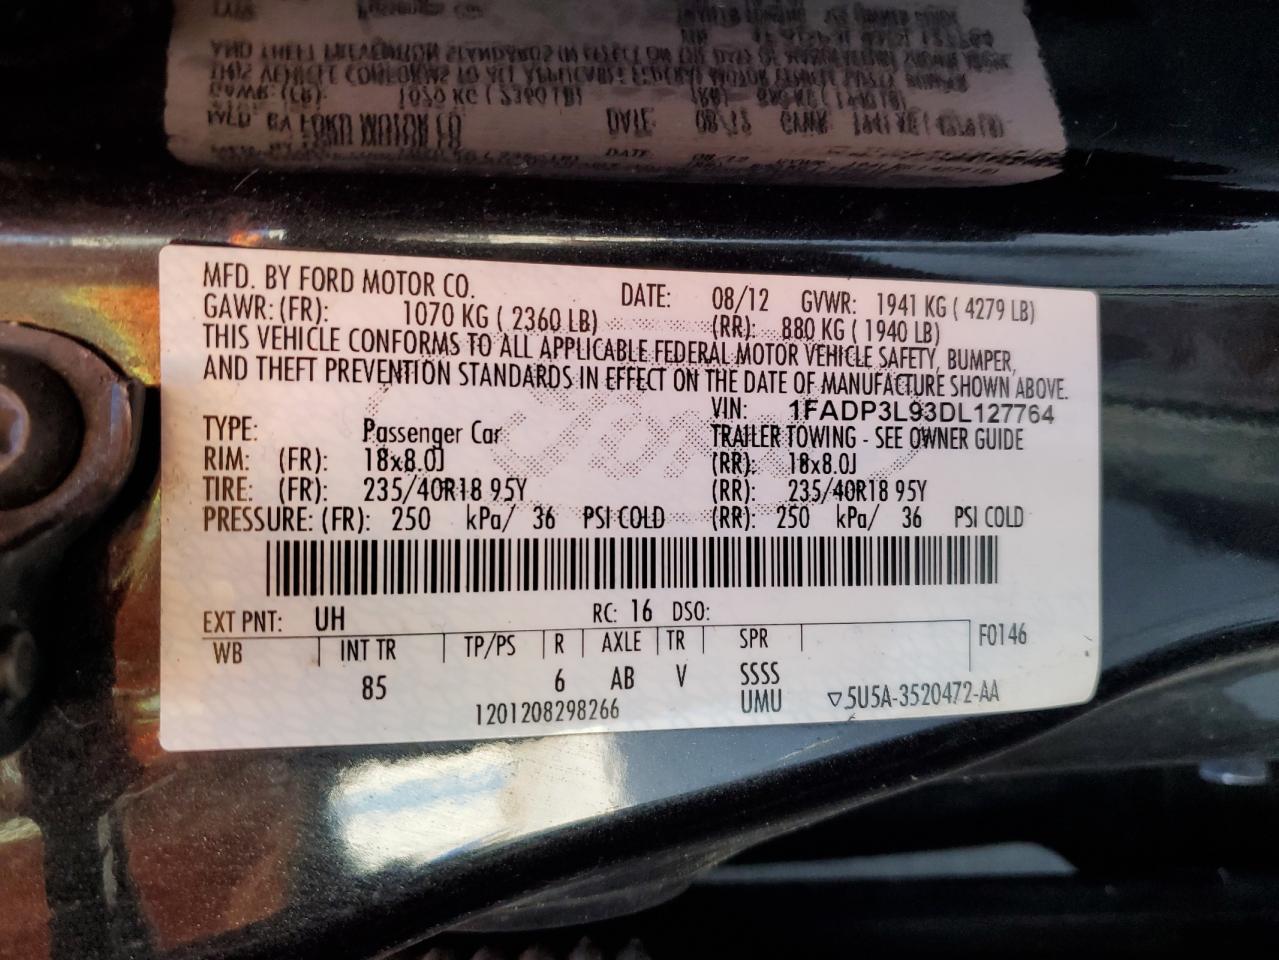 MFD. BY FORD MOTOR CO. DATE: 08/12 GVWR: 1941 KG ( 4279 LB)
GAWR: (FR): 1070 KG ( 2360 LB) (RR): 880 KG ( 1940 LB)
THIS VEHICLE CONFORMS TO ALL APPLICABLE FEDERAL MOTOR VEHICLE SAFETY, BUMPER,
AND THEFT PREVENTION STANDARDS IN EFFECT ON THE DATE OF MANUFACTURE SHOWN ABOVE.
VIN: 1FADP3L93DL127764
TYPE: Passenger Car TRAILER TOWING - SEE OWNER GUIDE
RIM: (FR): 18x8.0J (RR): 18x8.0J
TIRE: (FR): 235/40R18 95Y (RR): 235/40R18 95Y
PRESSURE: (FR): 250 kPa/ 36 PSI COLD (RR): 250 kPa/ 36 PSI COLD
EXT PNT: UH RC: 16 DSO:
WB INT TR TP/PS R AXLE TR SPR F0146
85 6 AB V SSSS
1201208298266 UMU ▽5U5A-3520472-AA